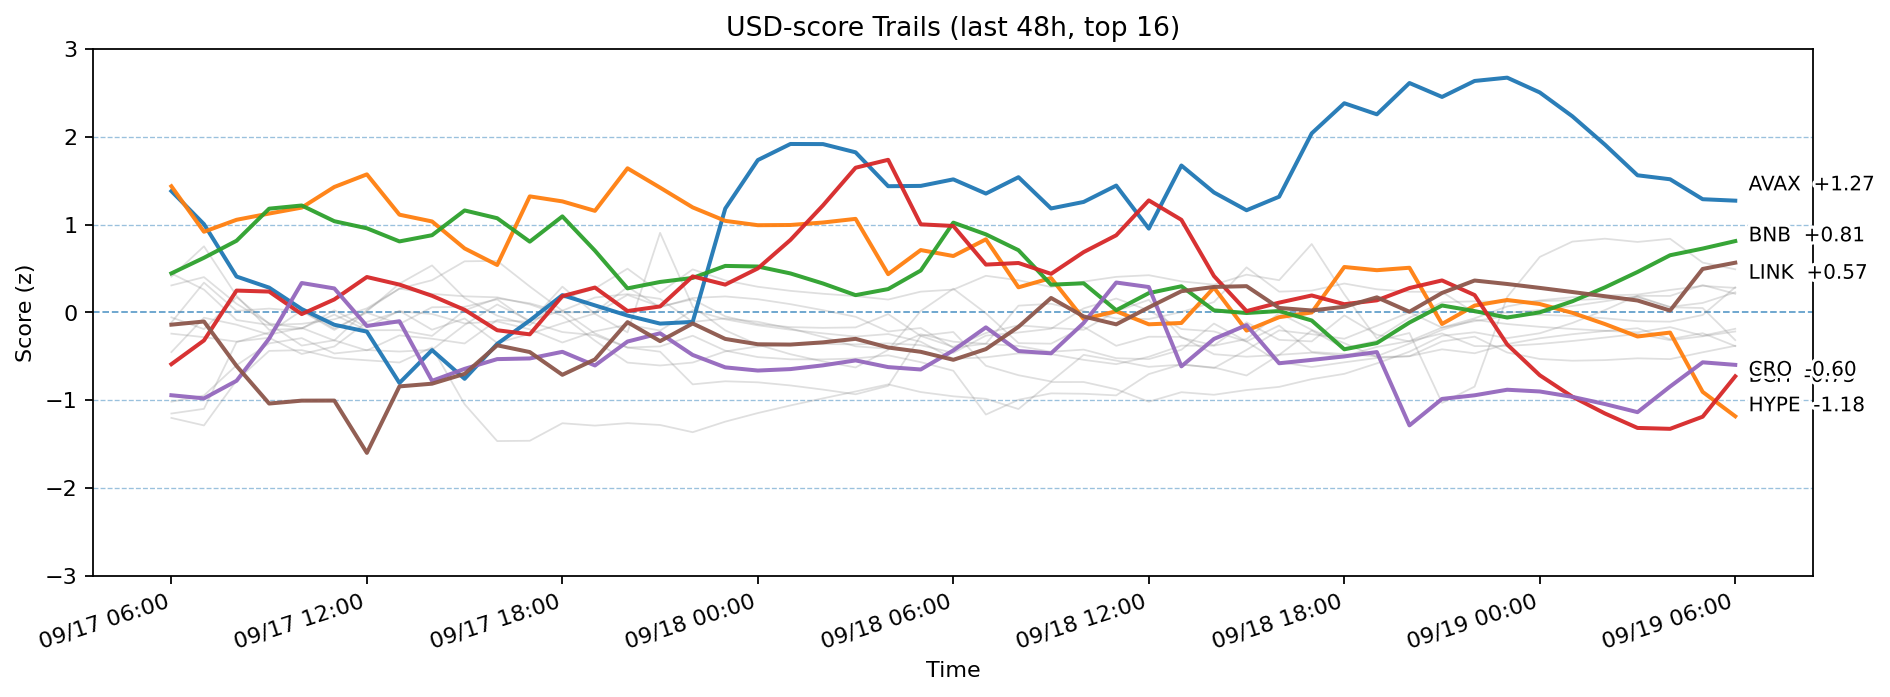 USD-score Trails (last 48h, top 16)
Score (z)
3
2
1
0
−1
−2
−3
AVAX +1.27
BNB +0.81
LINK +0.57
CRO -0.60
HYPE -1.18
09/17 06:00
09/17 12:00
09/17 18:00
09/18 00:00
09/18 06:00
09/18 12:00
09/18 18:00
09/19 00:00
09/19 06:00
Time